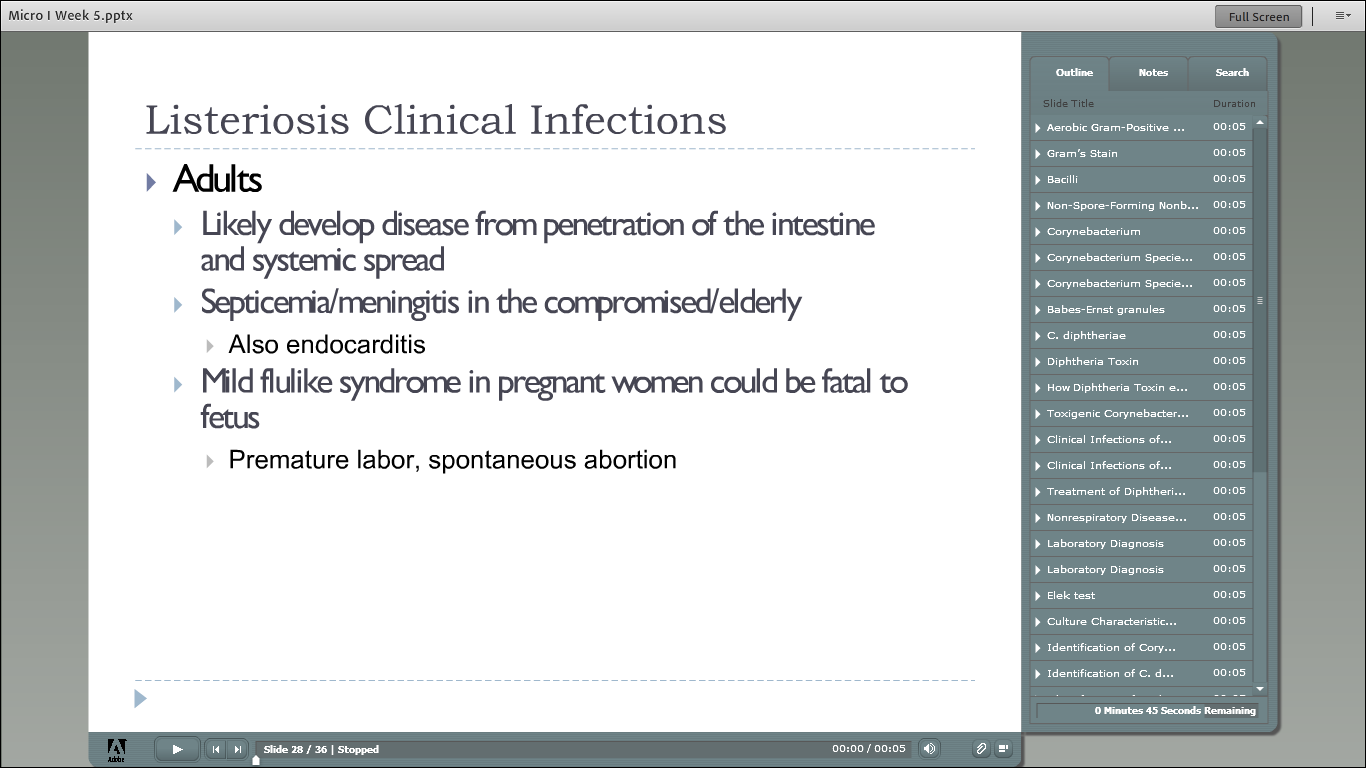 Micro I Week 5.pptx
Full Screen
Listeriosis Clinical Infections
Adults
Likely develop disease from penetration of the intestine
and systemic spread
Septicemia/meningitis in the compromised/elderly
Also endocarditis
Mild flulike syndrome in pregnant women could be fatal to
fetus
Premature labor, spontaneous abortion
Outline Notes Search
Slide Title Duration
Aerobic Gram-Positive ... 00:05
Gram's Stain 00:05
Bacilli 00:05
Non-Spore-Forming Nonb... 00:05
Corynebacterium 00:05
Corynebacterium Specie... 00:05
Corynebacterium Specie... 00:05
Babes-Ernst granules 00:05
C. diphtheriae 00:05
Diphtheria Toxin 00:05
How Diphtheria Toxin e... 00:05
Toxigenic Corynebacter... 00:05
Clinical Infections of... 00:05
Clinical Infections of... 00:05
Treatment of Diphtheri... 00:05
Nonrespiratory Disease... 00:05
Laboratory Diagnosis 00:05
Laboratory Diagnosis 00:05
Elek test 00:05
Culture Characteristic... 00:05
Identification of Cory... 00:05
Identification of C. d... 00:05
0 Minutes 45 Seconds Remaining
Adobe
Slide 28 / 36 | Stopped 00:00 / 00:05